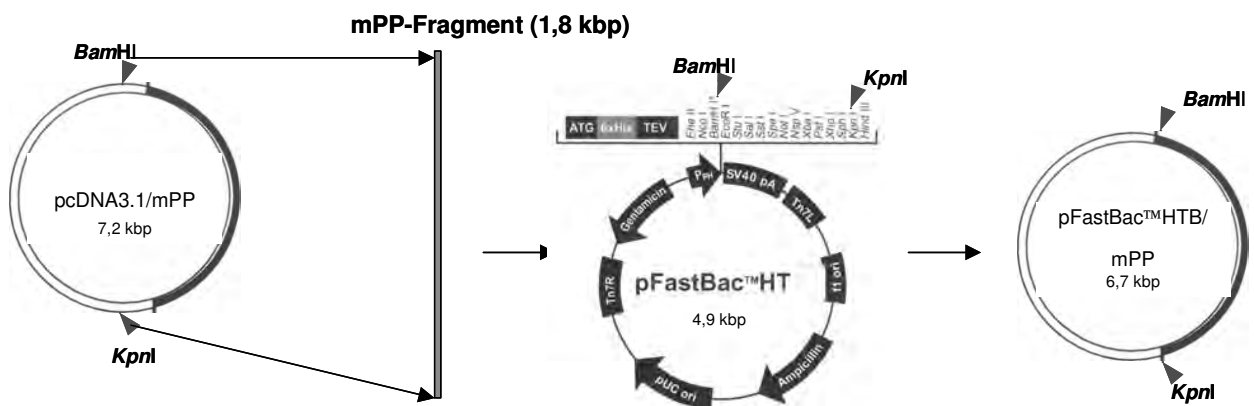 mPP-Fragment (1,8 kbp)
BamHI
pcDNA3.1/mPP
7,2 kbp
KpnI
BamHI
KpnI
ATG 6xHis TEV
Ehe II
Nco I
BamH I*
EcoR I
Stu I
Sal I
Sst I
Spe I
Not I
Nsp V
Xba I
Pst I
Xho I
Sph I
Kpn I
Hind III
PPH
SV40 pA
Tn7L
f1 ori
Ampicillin
pUC ori
Tn7R
Gentamicin
pFastBac™HT
4,9 kbp
BamHI
pFastBac™HTB/
mPP
6,7 kbp
KpnI